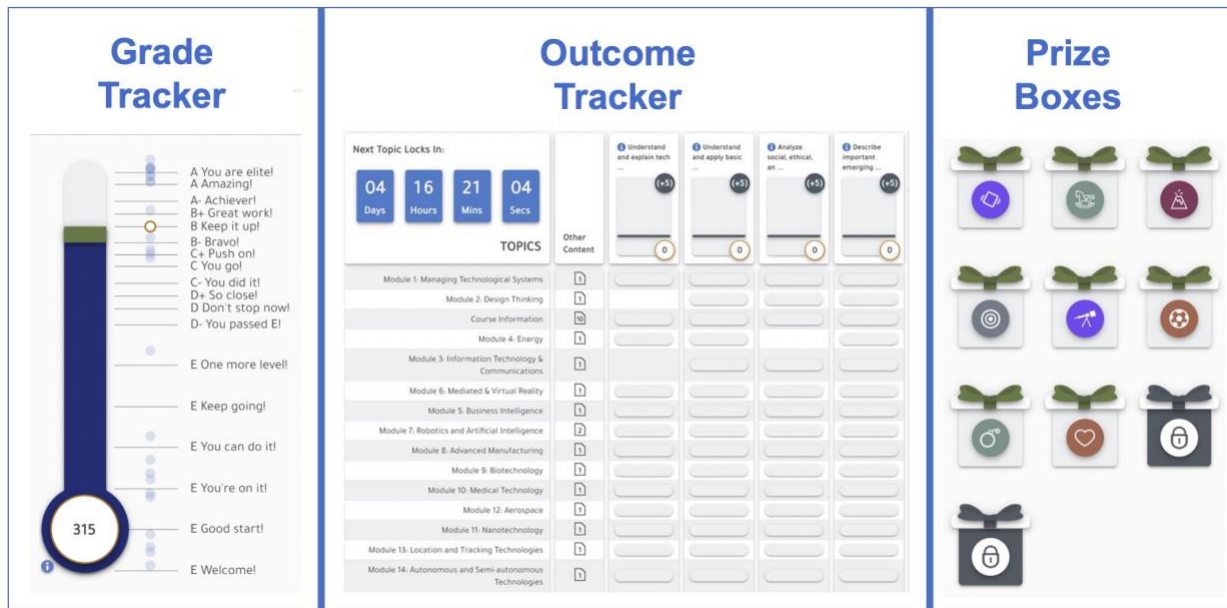 Grade
Tracker
A You are elite!
A Amazing!
A- Achiever!
B+ Great work!
B Keep it up!
B- Bravo!
C+ Push on!
C You go!
C- You did it!
D+ So close!
D Don't stop now!
D- You passed E!
E One more level!
E Keep going!
E You can do it!
E You're on it!
E Good start!
E Welcome!
315
Outcome
Tracker
Next Topic Locks In:
04
16
21
04
Days
Hours
Mins
Secs
TOPICS
Other
Content
Understand
and explain tech
...
(+5)
0
Understand
and apply basic
...
(+5)
0
Analyze
social, ethical,
an ...
(+5)
0
Describe
important
emerging ...
(+5)
0
Module 1: Managing Technological Systems
1
Module 2: Design Thinking
1
Course Information
10
Module 4: Energy
1
Module 3: Information Technology &
Communications
1
Module 6: Mediated & Virtual Reality
1
Module 5: Business Intelligence
1
Module 7: Robotics and Artificial Intelligence
2
Module 8: Advanced Manufacturing
1
Module 9: Biotechnology
1
Module 10: Medical Technology
1
Module 12: Aerospace
1
Module 11: Nanotechnology
1
Module 13: Location and Tracking Technologies
1
Module 14: Autonomous and Semi-autonomous
Technologies
1
Prize
Boxes